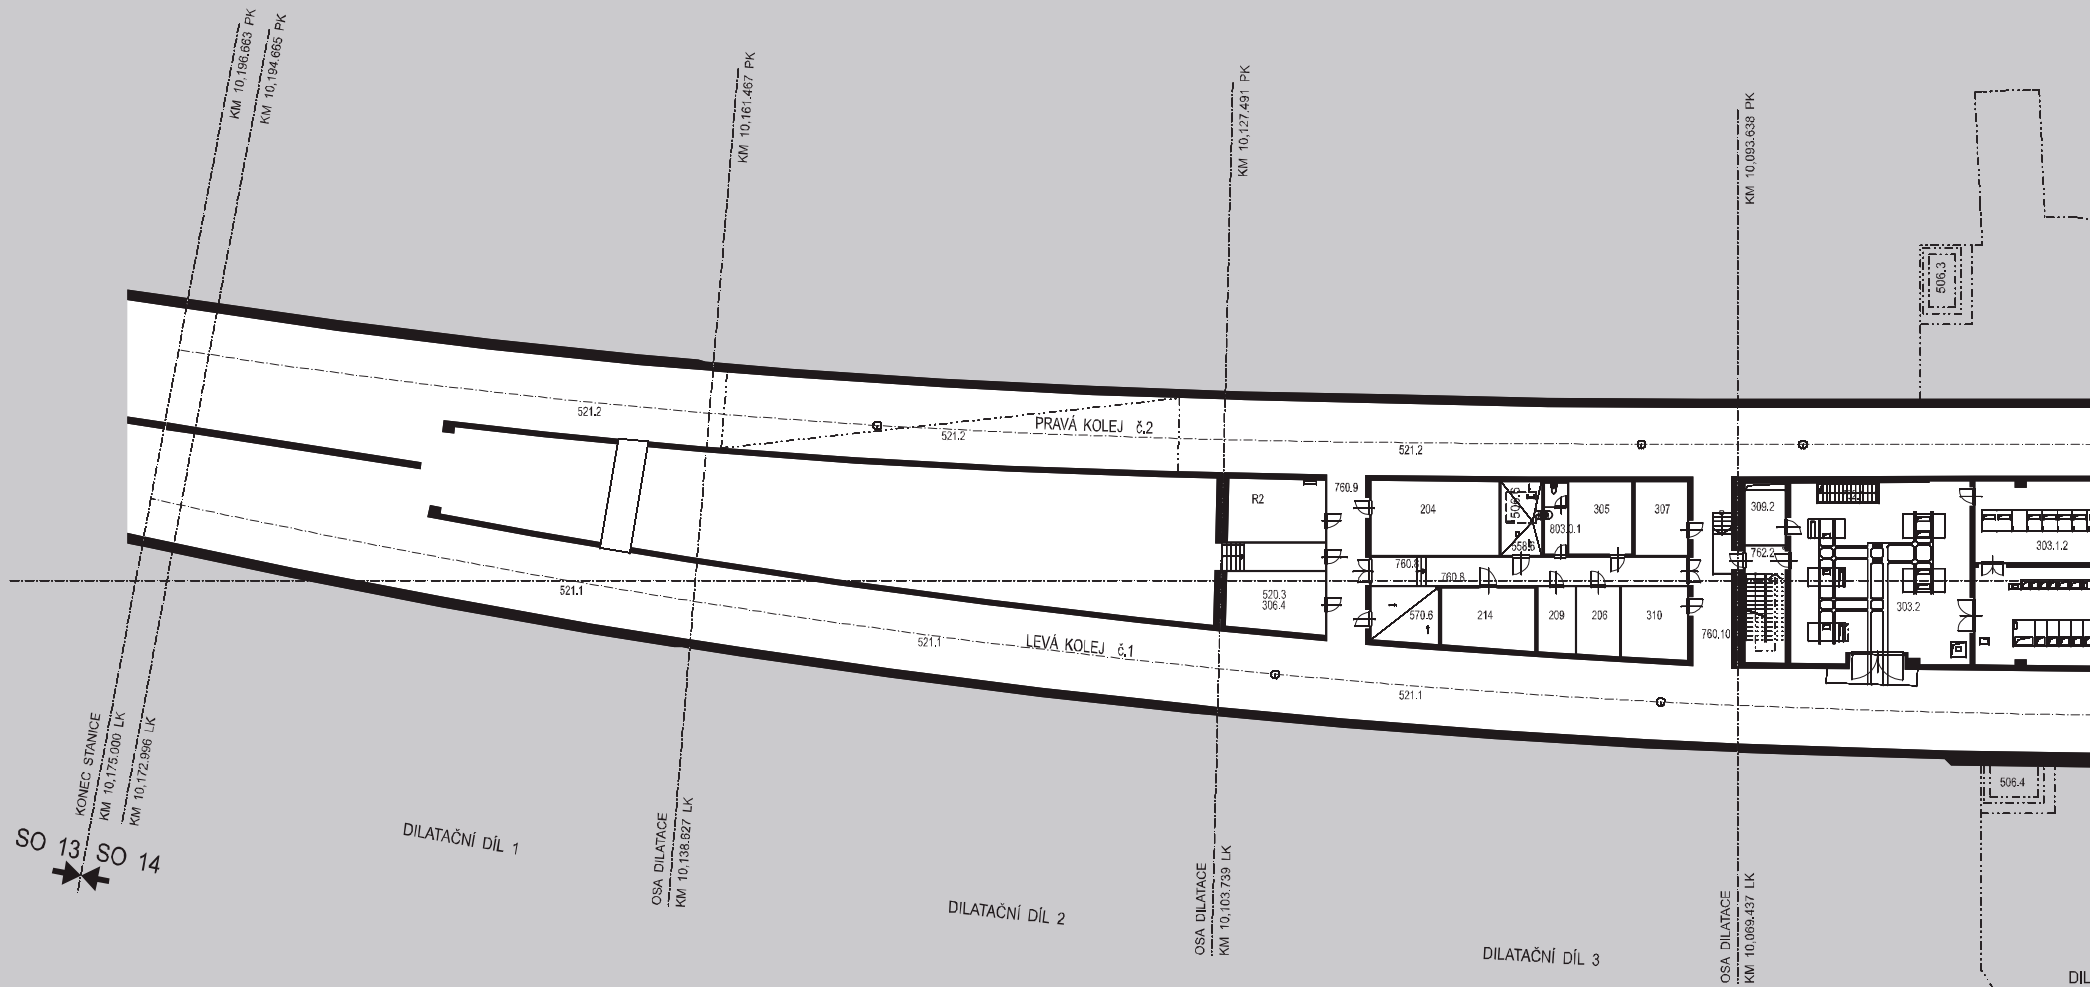 KM 10,196.663 PK
KM 10,194.665 PK
KM 10,161.467 PK
KM 10,127.491 PK
KM 10,093.638 PK
506.3
521.2
521.2
PRAVÁ KOLEJ č.2
521.2
R2
760.9
204
803.0.1
305
307
309.2
303.1.2
558.6
760.8
760.8
762.2
521.1
520.3
306.4
570.6
214
209
206
310
303.2
760.10
521.1
LEVÁ KOLEJ č.1
521.1
506.4
KONEC STANICE
KM 10,175.000 LK
KM 10,172.996 LK
SO 13 SO 14
DILATAČNÍ DÍL 1
OSA DILATACE
KM 10,138.627 LK
DILATAČNÍ DÍL 2
OSA DILATACE
KM 10,103.739 LK
DILATAČNÍ DÍL 3
OSA DILATACE
KM 10,069.437 LK
DIL